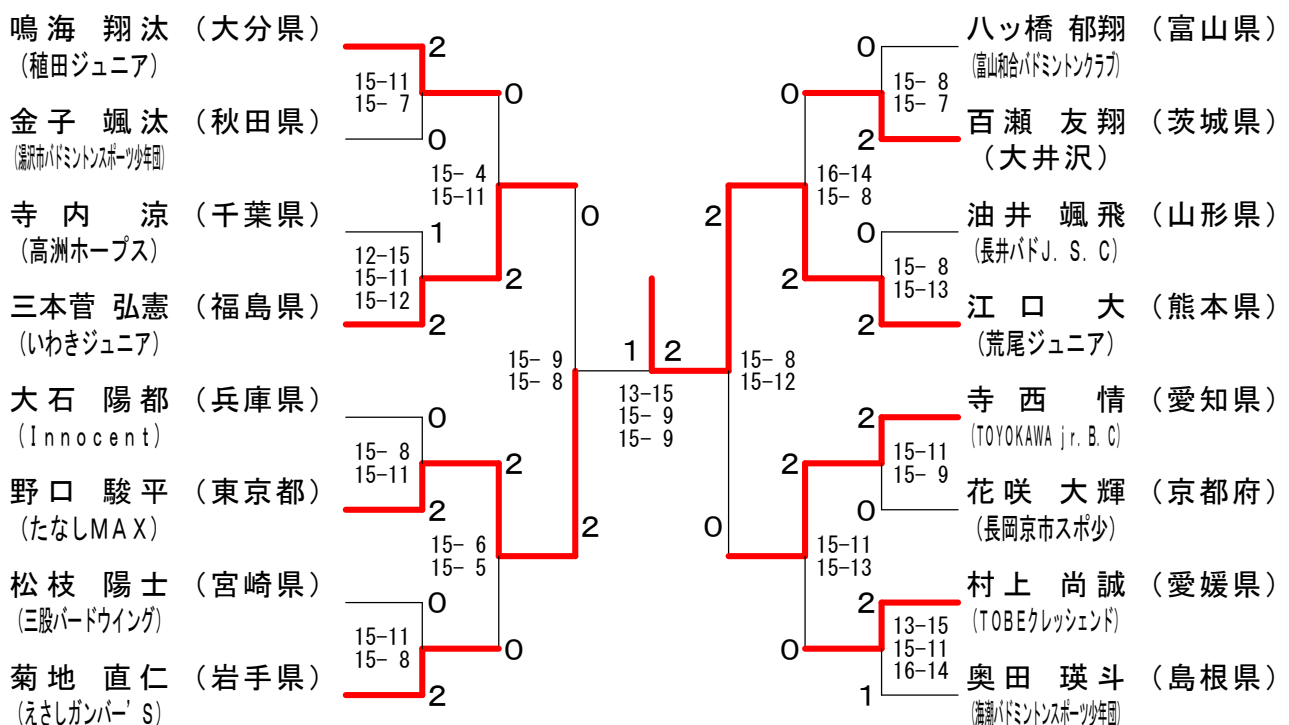 鳴海 翔汰 （大分県）
（稙田ジュニア）
2
15-11
15- 7
0
金子 颯汰 （秋田県）
（湯沢市バドミントンスポーツ少年団）
0
15- 4
15-11
寺内 涼 （千葉県）
（高洲ホープス）
1
12-15
15-11
15-12
2
三本菅 弘憲 （福島県）
（いわきジュニア）
2
0
15- 9
15- 8
大石 陽都 （兵庫県）
（Innocent）
0
15- 8
15-11
2
野口 駿平 （東京都）
（たなしMAX）
2
15- 6
15- 5
2
松枝 陽士 （宮崎県）
（三股バードウイング）
0
15-11
15- 8
0
菊地 直仁 （岩手県）
（えさしガンバー'S）
2
1 2
13-15
15- 9
15- 9
八ッ橋 郁翔 （富山県）
（富山和合バドミントンクラブ）
0
15- 8
15- 7
0
百瀬 友翔 （茨城県）
（大井沢）
2
16-14
15- 8
2
油井 颯飛 （山形県）
（長井バドJ.S.C）
0
15- 8
15-13
2
江口 大 （熊本県）
（荒尾ジュニア）
2
15- 8
15-12
寺西 情 （愛知県）
（TOYOKAWA jr.B.C）
2
15-11
15- 9
2
花咲 大輝 （京都府）
（長岡京市スポ少）
0
0
15-11
15-13
村上 尚誠 （愛媛県）
（TOBEクレッシェンド）
2
13-15
15-11
16-14
0
奥田 瑛斗 （島根県）
（海潮バドミントンスポーツ少年団）
1